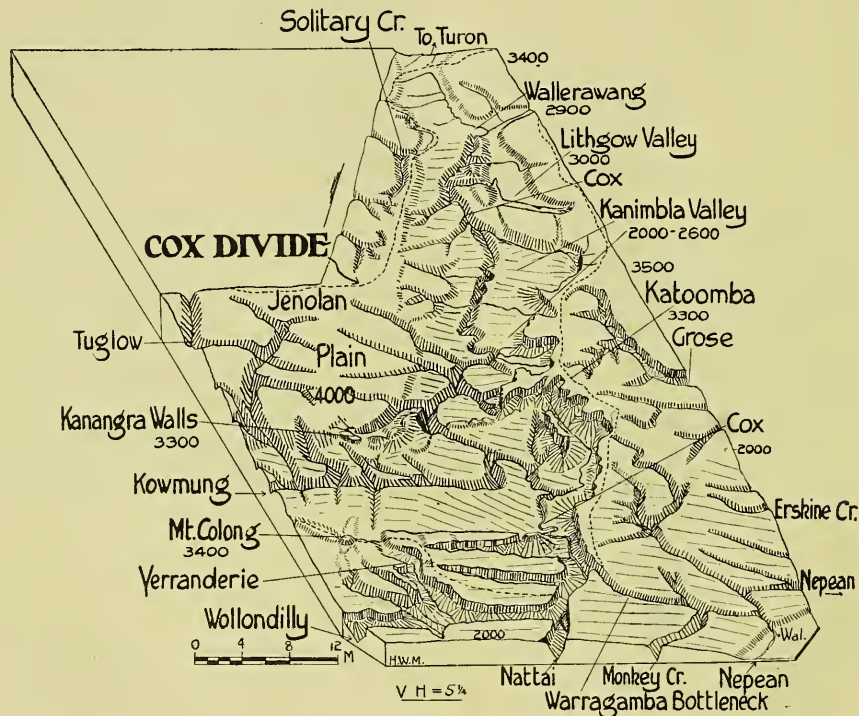 Solitary Cr.
To Turon
3400
Wallerawang
2900
Lithgow Valley
3000
Cox
Kanimbla Valley
2000-2600
COX DIVIDE
3500
Jenolan
Katoomba
3300
Grose
Tuglow
Plain
4000
Kanangra Walls
3300
Cox
-2900
Kowmung
Erskine Cr.
Mt. Colong
3400
Yerranderie
Nepean
Wollondilly
2000
Wal.
0 4 8 12
M
H.W.M.
Nattai
Monkey Cr.
Nepean
Warragamba Bottleneck
V H = 5¼